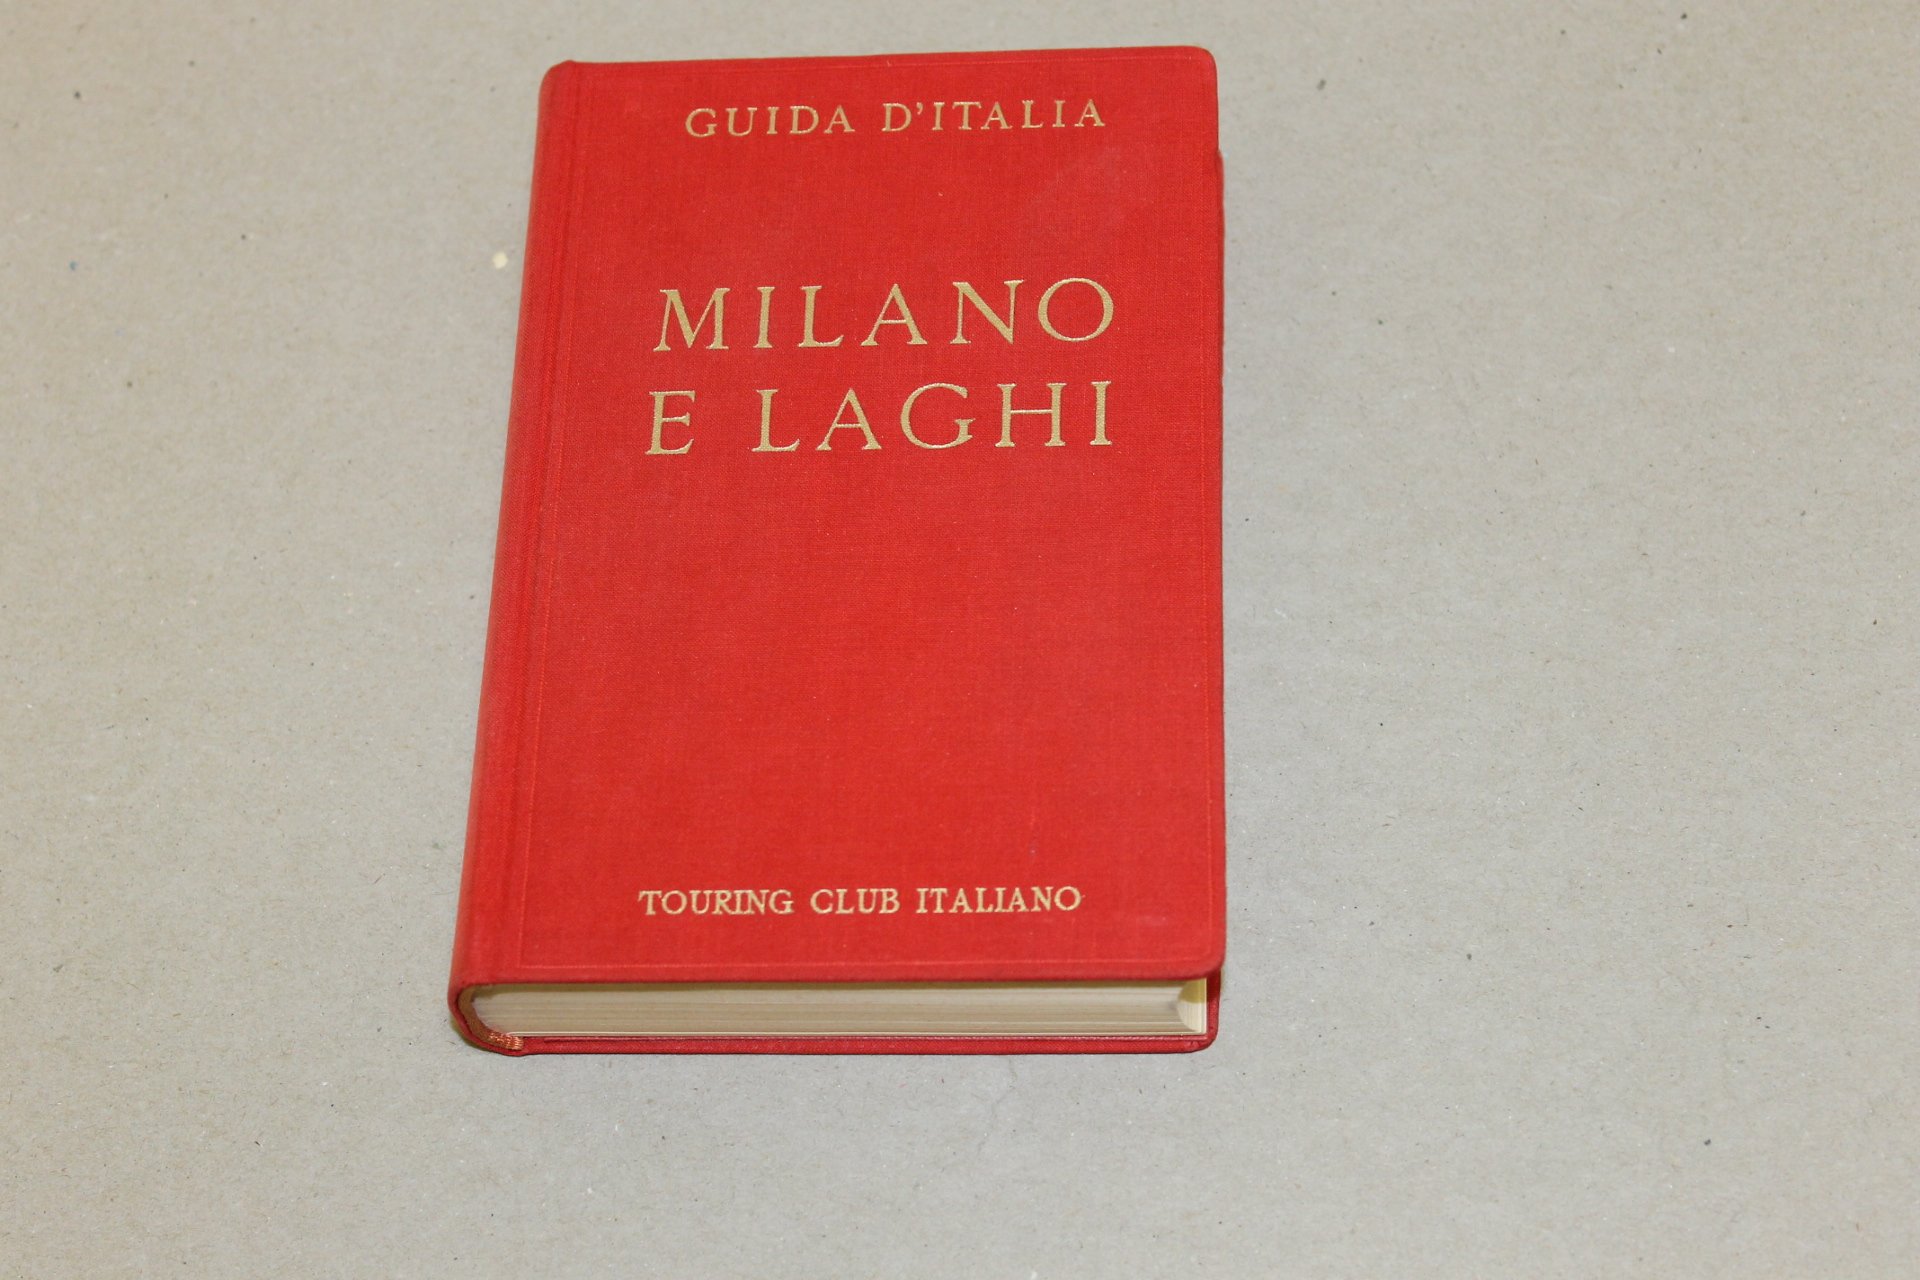 GUIDA D'ITALIA
MILANO
E LAGHI
TOURING CLUB ITALIANO